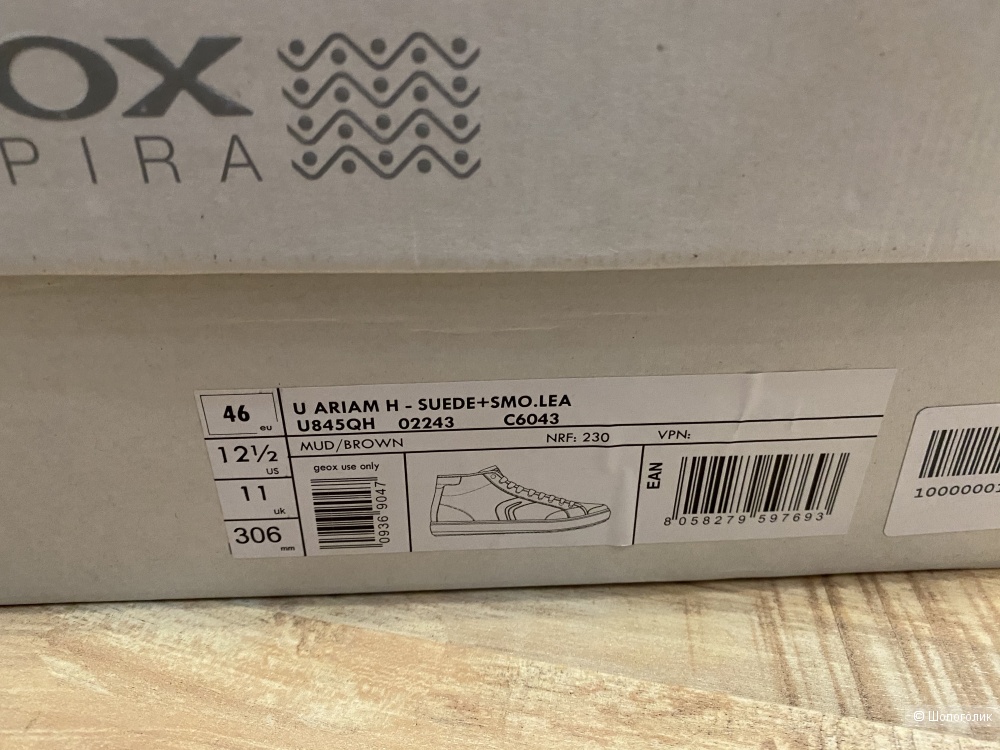 OX
PIRA
46 eu
12½ US
11 uk
306 mm
U ARIAM H - SUEDE+SMO.LEA
U845QH 02243 C6043
MUD/BROWN NRF: 230 VPN:
geox use only
0936 9047
EAN
8 058279 597693
© Шопоголик